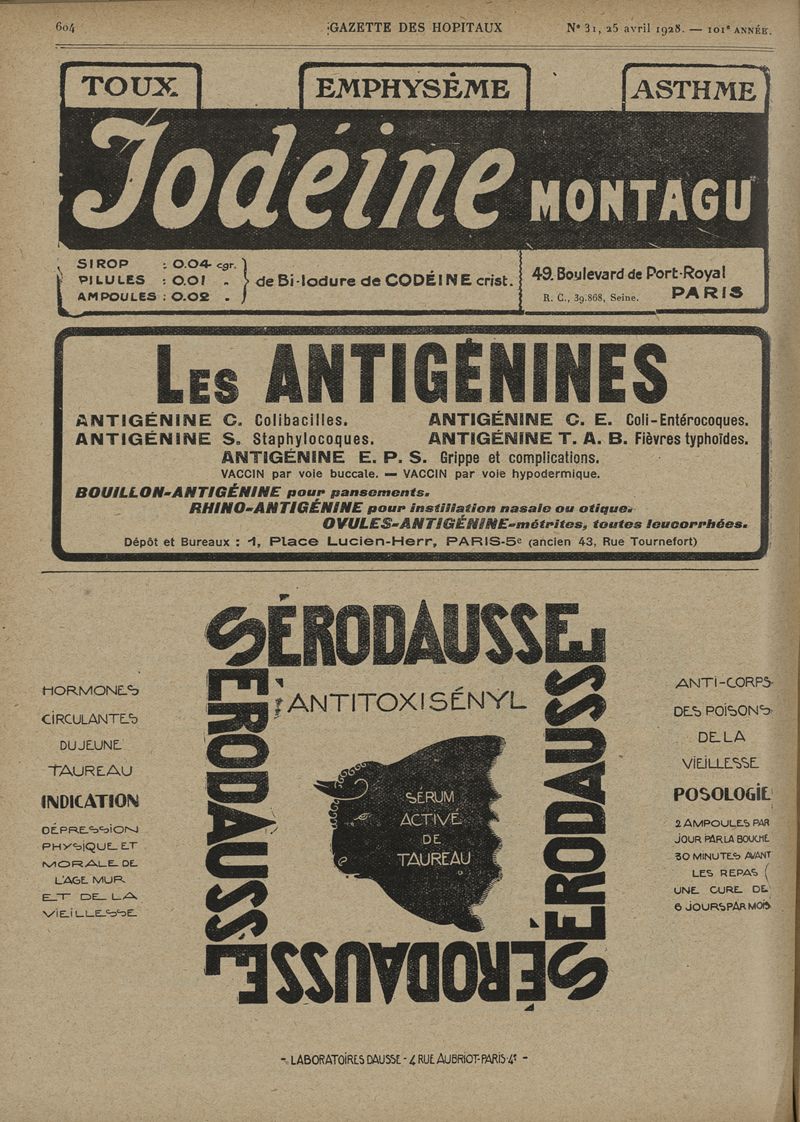 604
GAZETTE DES HOPITAUX
N° 31, 25 avril 1928. — 101e ANNÉE.
TOUX
EMPHYSÊME
ASTHME
Jodéine MONTAGU
SIROP : 0.04 cgr.
PILULES : 0.01 "
AMPOULES : 0.02 "
de Bi-Iodure de CODÉINE crist.
49. Boulevard de Port-Royal
R. C., 39.868, Seine. PARIS
LES ANTIGÉNINES
ANTIGÉNINE C. Colibacilles. ANTIGÉNINE C. E. Coli-Entérocoques.
ANTIGÉNINE S. Staphylocoques. ANTIGÉNINE T. A. B. Fièvres typhoïdes.
ANTIGÉNINE E. P. S. Grippe et complications.
VACCIN par voie buccale. — VACCIN par voie hypodermique.
BOUILLON-ANTIGÉNINE pour pansements.
RHINO-ANTIGÉNINE pour instillation nasale ou otique.
OVULES-ANTIGÉNINE-métrites, toutes leucorrhées.
Dépôt et Bureaux : 1, Place Lucien-Herr, PARIS-5e (ancien 43, Rue Tournefort)
SÉRODAUSSE
SÉRODAUSSE
SÉRODAUSSE
SÉRODAUSSE
ANTITOXISÉNYL
SÉRUM
ACTIVÉ
DE
TAUREAU
HORMONES
CIRCULANTES
DU JEUNE
TAUREAU
INDICATION
DÉPRESSION
PHYSIQUE ET
MORALE DE
L'AGE MUR
ET DE LA
VIEILLESSE
ANTI-CORPS
DES POISONS
DE LA
VIEILLESSE
POSOLOGIE
2 AMPOULES PAR
JOUR PAR LA BOUCHE
30 MINUTES AVANT
LES REPAS (
UNE CURE DE
6 JOURS PAR MOIS
- LABORATOIRES DAUSSE - 4 RUE AUBRIOT-PARIS-4e -